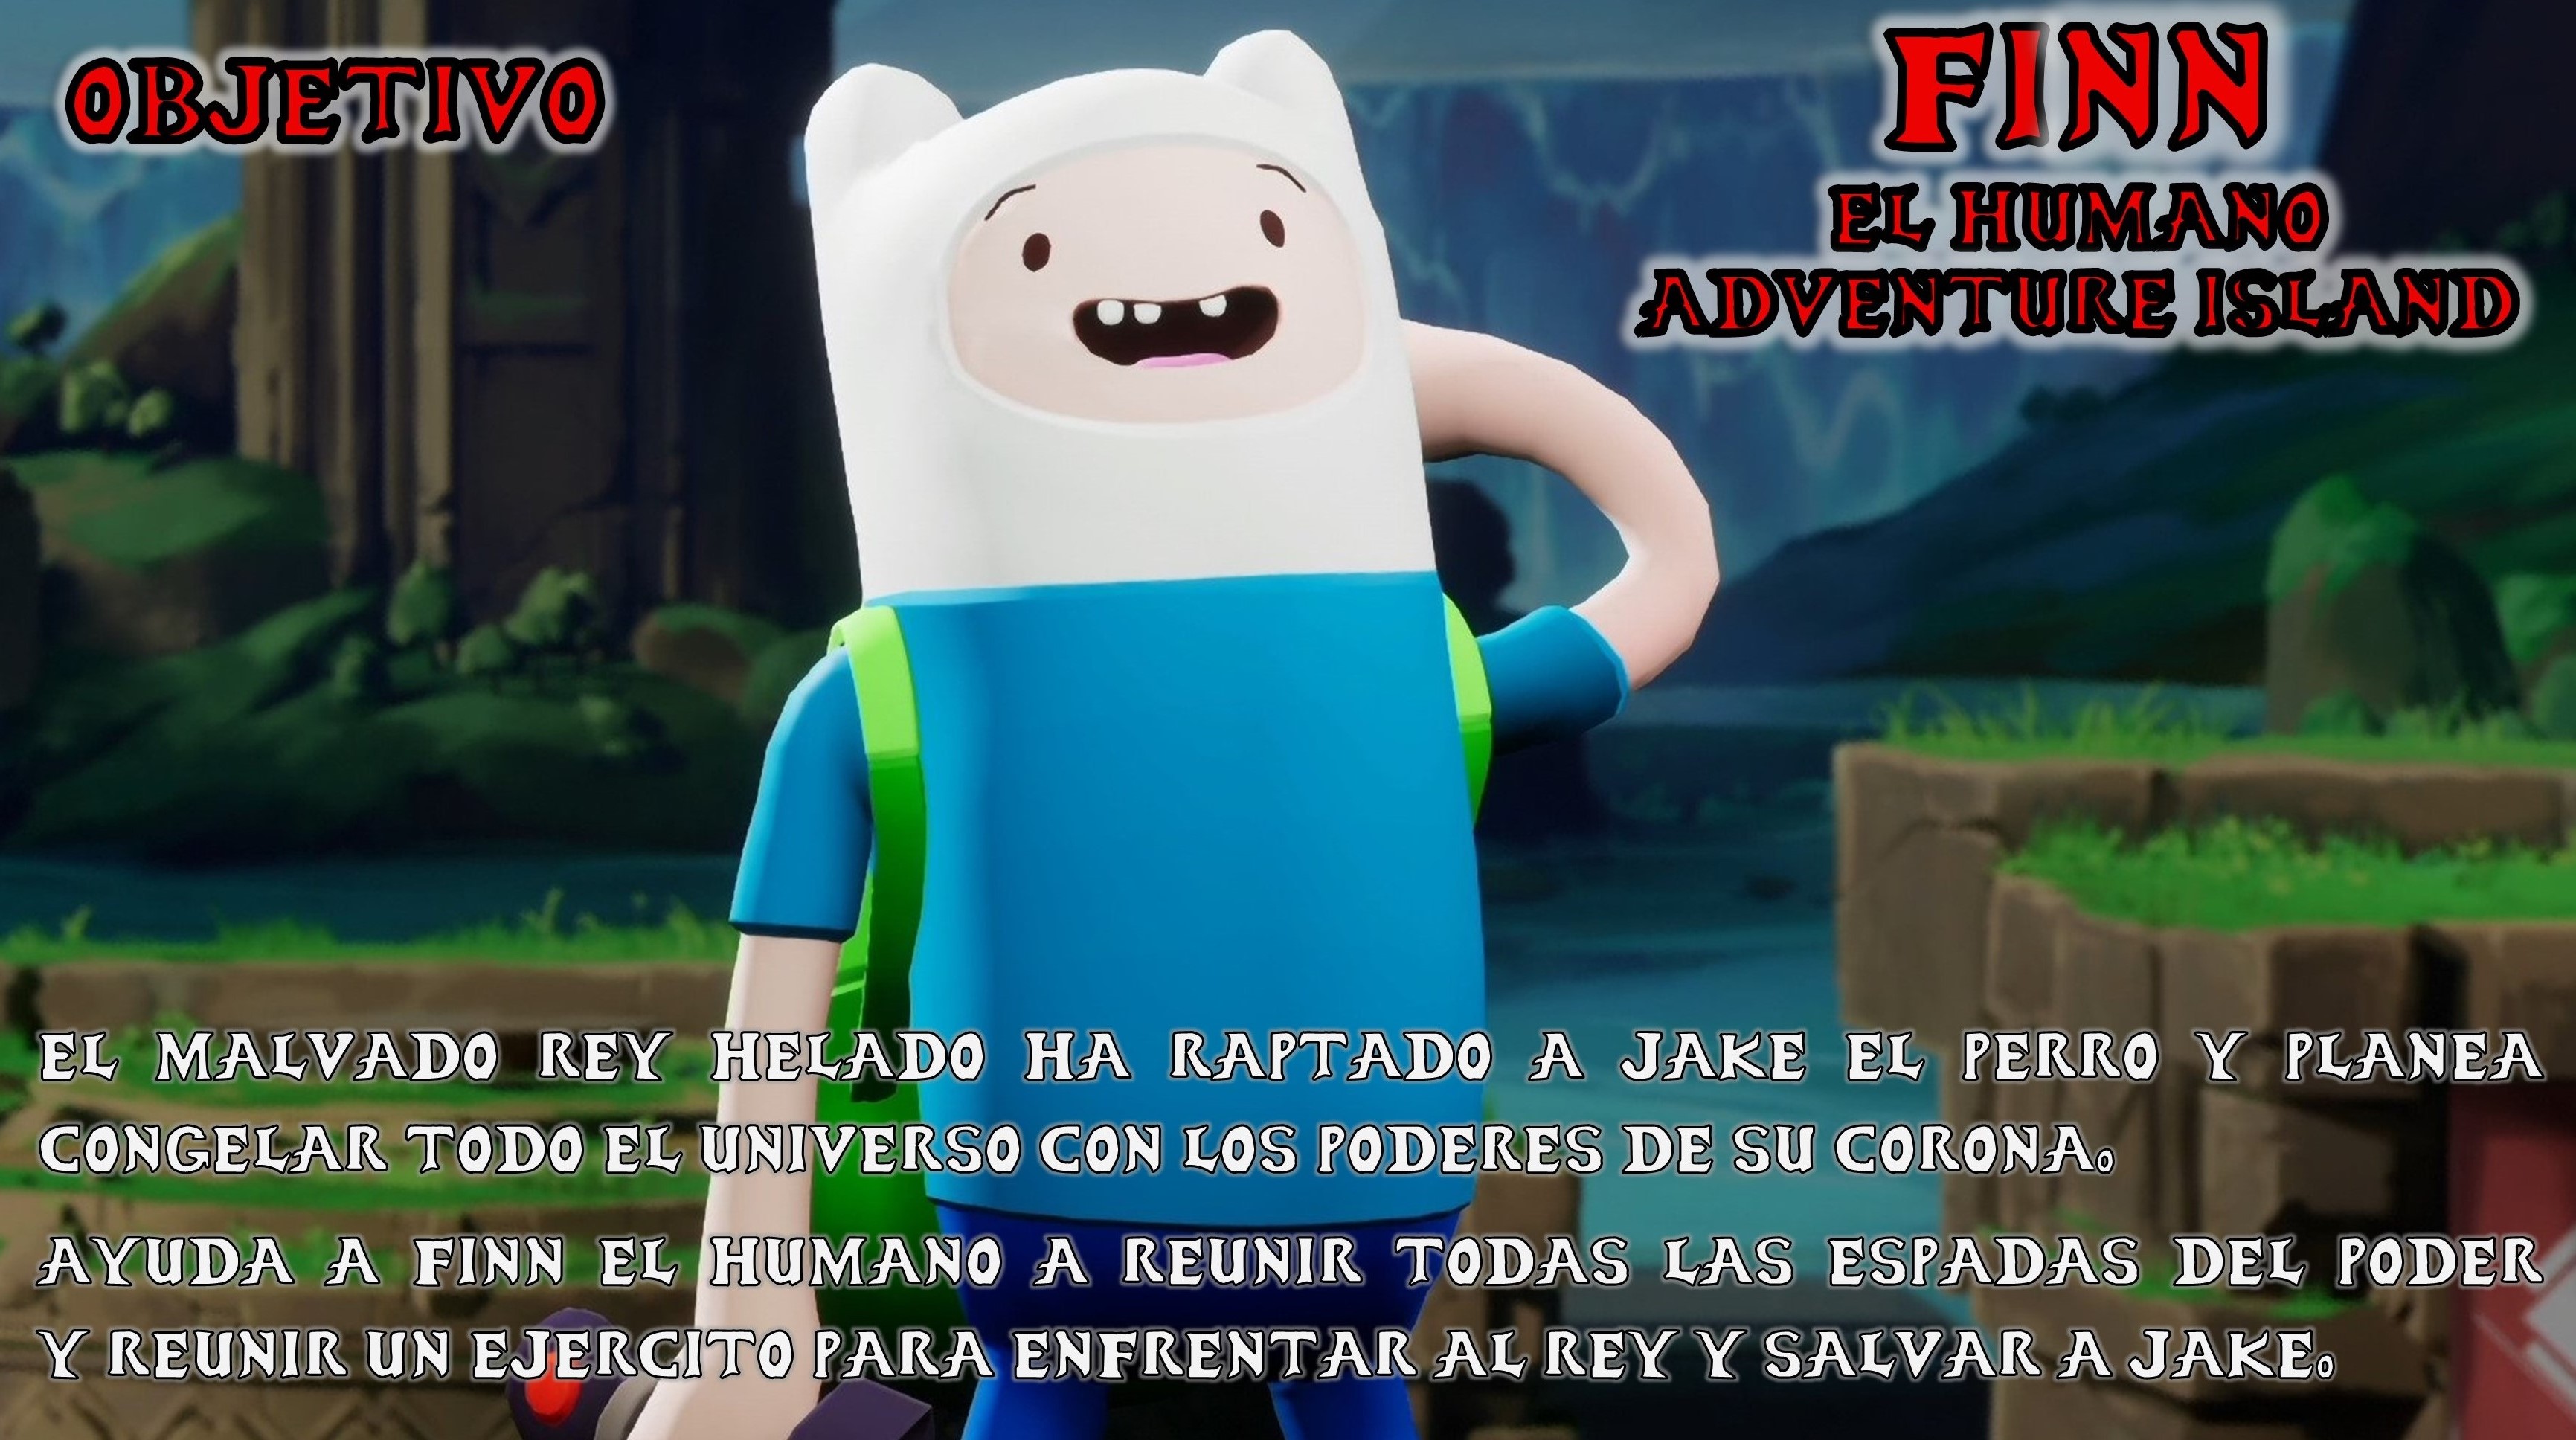 OBJETIVO
FINN
EL HUMANO
ADVENTURE ISLAND
EL MALVADO REY HELADO HA RAPTADO A JAKE EL PERRO Y PLANEA
CONGELAR TODO EL UNIVERSO CON LOS PODERES DE SU CORONA.
AYUDA A FINN EL HUMANO A REUNIR TODAS LAS ESPADAS DEL PODER
Y REUNIR UN EJERCITO PARA ENFRENTAR AL REY Y SALVAR A JAKE.